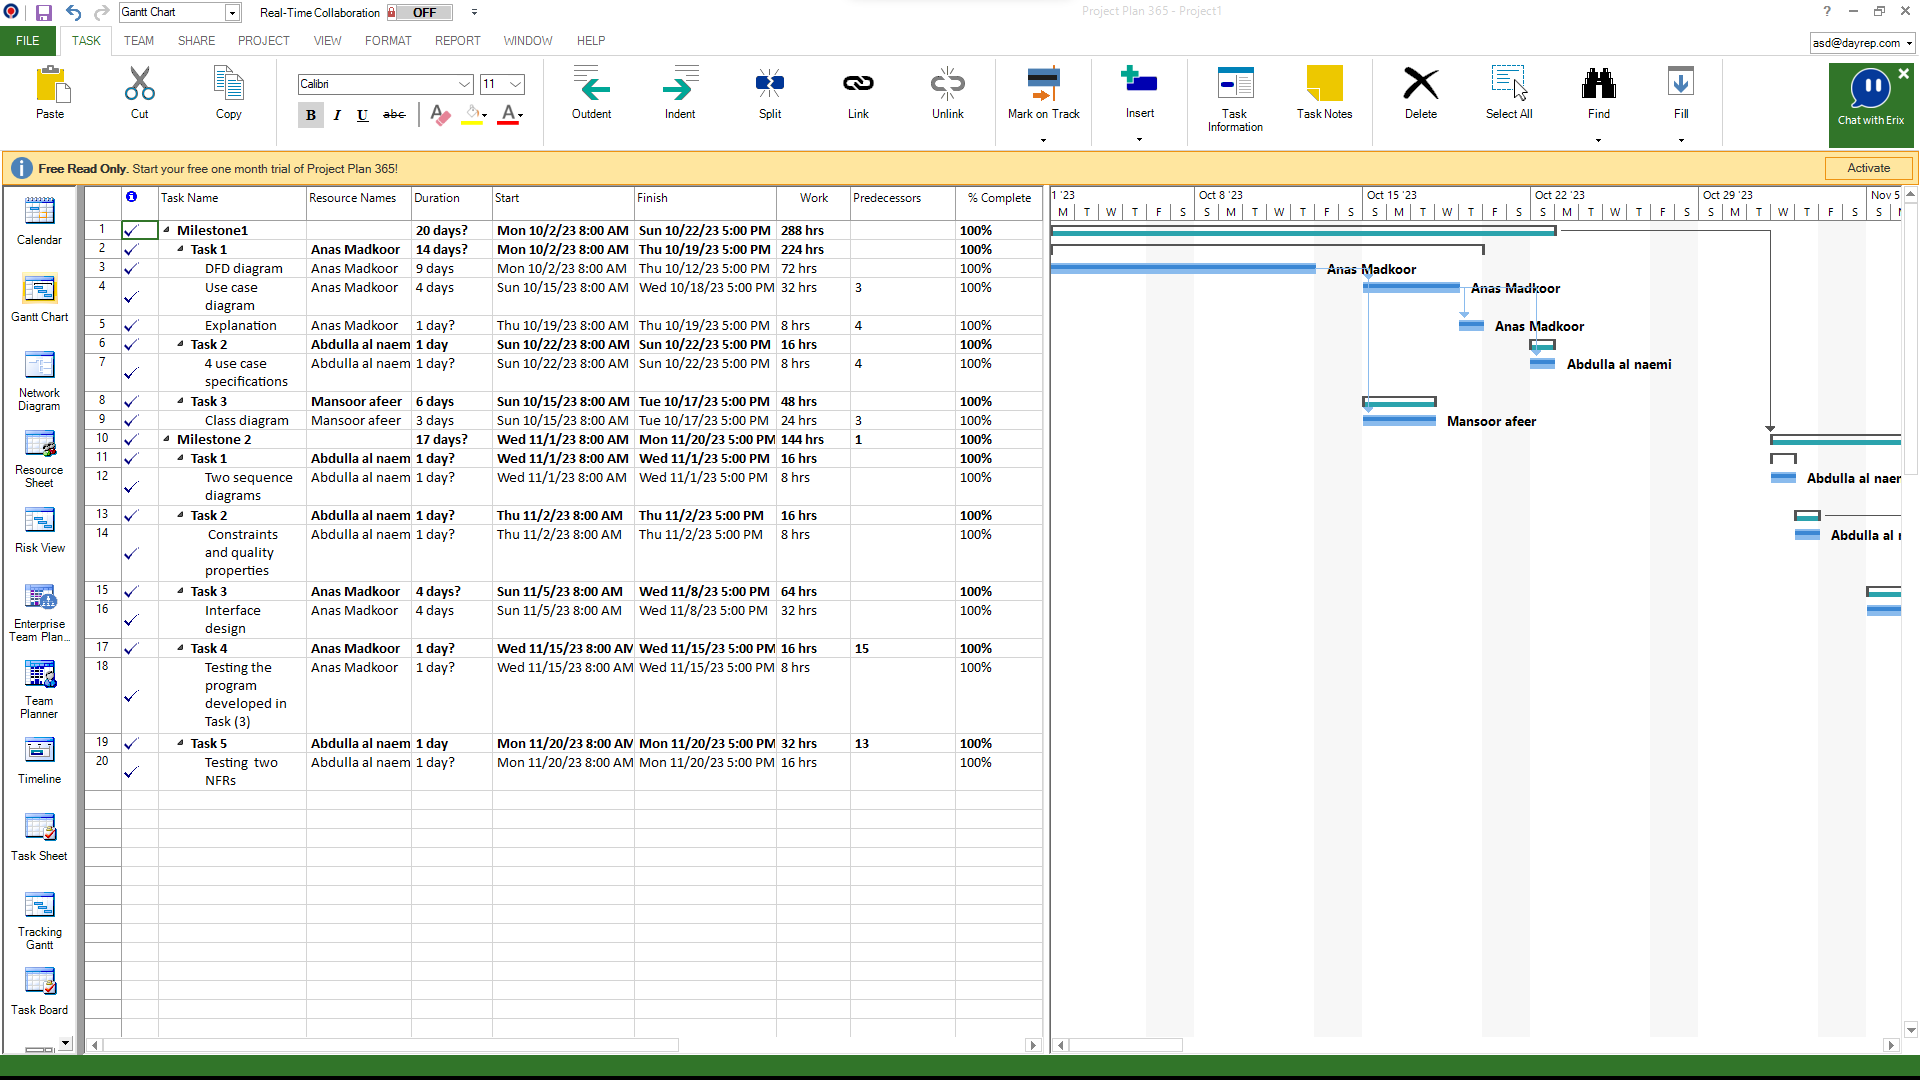 Gantt Chart
Real-Time Collaboration OFF
Project Plan 365 - Project1
?
FILE TASK TEAM SHARE PROJECT VIEW FORMAT REPORT WINDOW HELP
asd@dayrep.com
Calibri 11
B I U abc A A
Paste Cut Copy Outdent Indent Split Link Unlink Mark on Track Insert Task Information Task Notes Delete Select All Find Fill Chat with Erix
Free Read Only. Start your free one month trial of Project Plan 365!
Activate
Calendar
Gantt Chart
Network Diagram
Resource Sheet
Risk View
Enterprise Team Plan...
Team Planner
Timeline
Task Sheet
Tracking Gantt
Task Board
Task Name Resource Names Duration Start Finish Work Predecessors % Complete
1 Milestone1 20 days? Mon 10/2/23 8:00 AM Sun 10/22/23 5:00 PM 288 hrs 100%
2 Task 1 Anas Madkoor 14 days? Mon 10/2/23 8:00 AM Thu 10/19/23 5:00 PM 224 hrs 100%
3 DFD diagram Anas Madkoor 9 days Mon 10/2/23 8:00 AM Thu 10/12/23 5:00 PM 72 hrs 100%
4 Use case diagram Anas Madkoor 4 days Sun 10/15/23 8:00 AM Wed 10/18/23 5:00 PM 32 hrs 3 100%
5 Explanation Anas Madkoor 1 day? Thu 10/19/23 8:00 AM Thu 10/19/23 5:00 PM 8 hrs 4 100%
6 Task 2 Abdulla al naem 1 day Sun 10/22/23 8:00 AM Sun 10/22/23 5:00 PM 16 hrs 100%
7 4 use case specifications Abdulla al naem 1 day? Sun 10/22/23 8:00 AM Sun 10/22/23 5:00 PM 8 hrs 4 100%
8 Task 3 Mansoor afeer 6 days Sun 10/15/23 8:00 AM Tue 10/17/23 5:00 PM 48 hrs 100%
9 Class diagram Mansoor afeer 3 days Sun 10/15/23 8:00 AM Tue 10/17/23 5:00 PM 24 hrs 3 100%
10 Milestone 2 17 days? Wed 11/1/23 8:00 AM Mon 11/20/23 5:00 PM 144 hrs 1 100%
11 Task 1 Abdulla al naem 1 day? Wed 11/1/23 8:00 AM Wed 11/1/23 5:00 PM 16 hrs 100%
12 Two sequence diagrams Abdulla al naem 1 day? Wed 11/1/23 8:00 AM Wed 11/1/23 5:00 PM 8 hrs 100%
13 Task 2 Abdulla al naem 1 day? Thu 11/2/23 8:00 AM Thu 11/2/23 5:00 PM 16 hrs 100%
14 Constraints and quality properties Abdulla al naem 1 day? Thu 11/2/23 8:00 AM Thu 11/2/23 5:00 PM 8 hrs 100%
15 Task 3 Anas Madkoor 4 days? Sun 11/5/23 8:00 AM Wed 11/8/23 5:00 PM 64 hrs 100%
16 Interface design Anas Madkoor 4 days Sun 11/5/23 8:00 AM Wed 11/8/23 5:00 PM 32 hrs 100%
17 Task 4 Anas Madkoor 1 day? Wed 11/15/23 8:00 AM Wed 11/15/23 5:00 PM 16 hrs 15 100%
18 Testing the program developed in Task (3) Anas Madkoor 1 day? Wed 11/15/23 8:00 AM Wed 11/15/23 5:00 PM 8 hrs 100%
19 Task 5 Abdulla al naem 1 day Mon 11/20/23 8:00 AM Mon 11/20/23 5:00 PM 32 hrs 13 100%
20 Testing two NFRs Abdulla al naem 1 day? Mon 11/20/23 8:00 AM Mon 11/20/23 5:00 PM 16 hrs 100%
1 '23 Oct 8 '23 Oct 15 '23 Oct 22 '23 Oct 29 '23 Nov 5
M T W T F S S M T W T F S S M T W T F S S M T W T F S S M T W T F S S
Anas Madkoor
Anas Madkoor
Anas Madkoor
Abdulla al naemi
Mansoor afeer
Abdulla al naer
Abdulla al